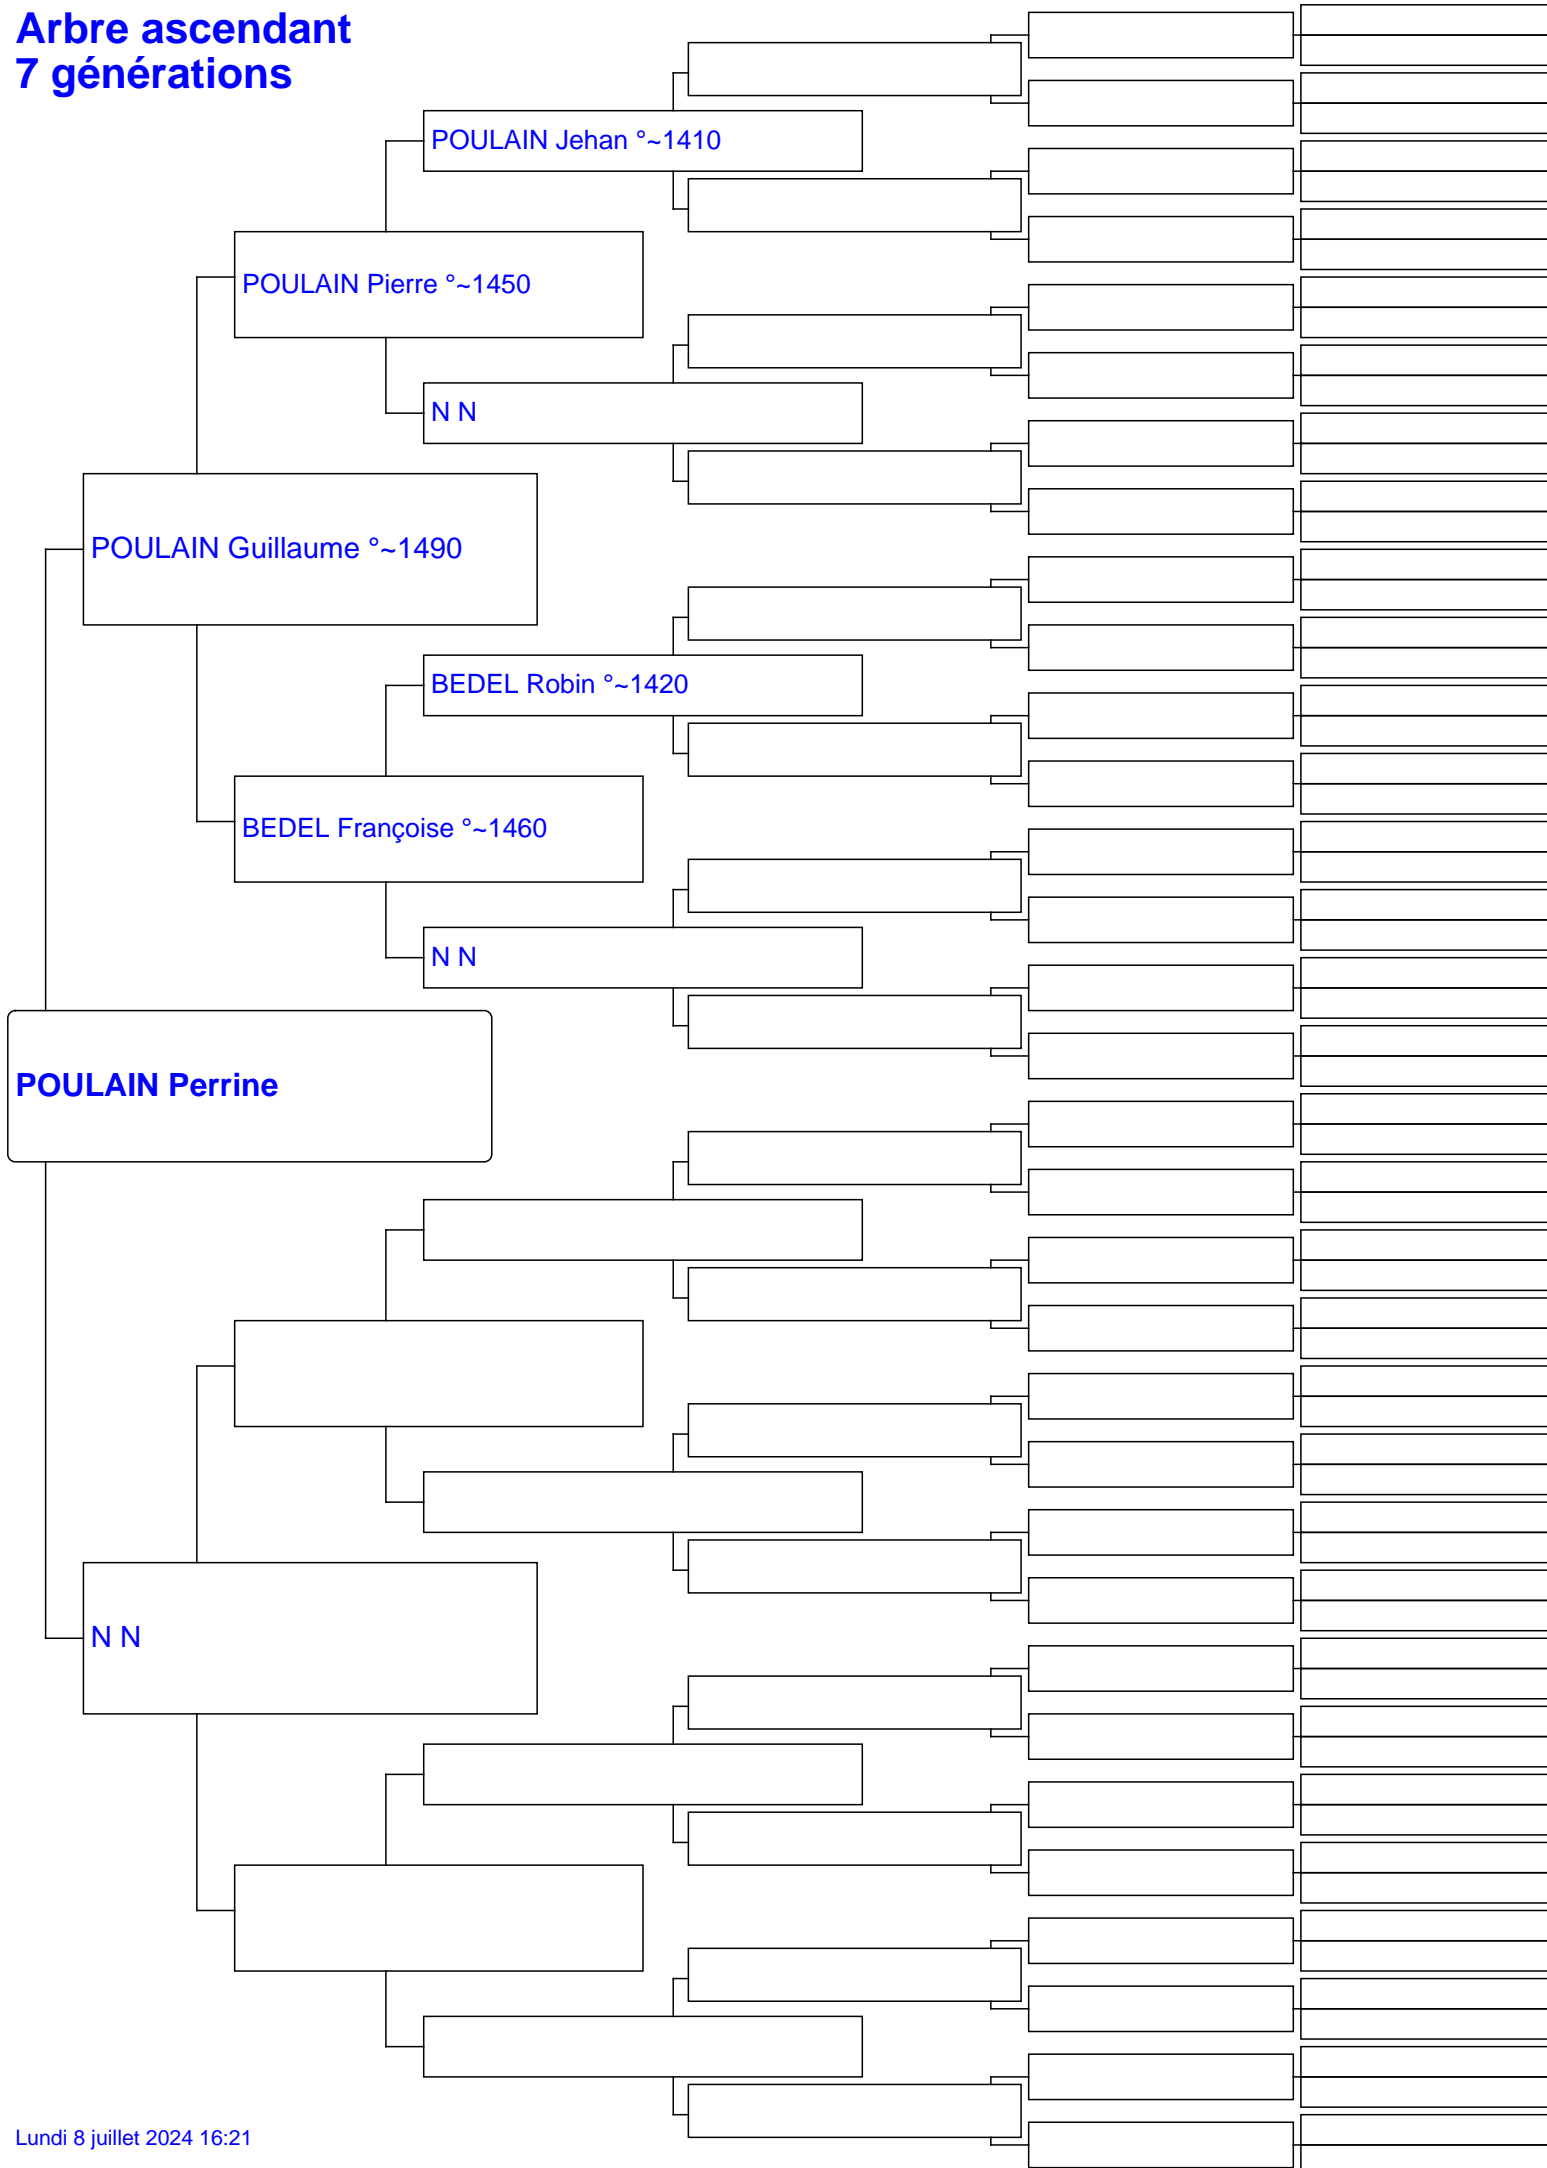 Arbre ascendant
7 générations
POULAIN Jehan °~1410
POULAIN Pierre °~1450
N N
POULAIN Guillaume °~1490
BEDEL Robin °~1420
BEDEL Françoise °~1460
N N
POULAIN Perrine
N N
Lundi 8 juillet 2024 16:21